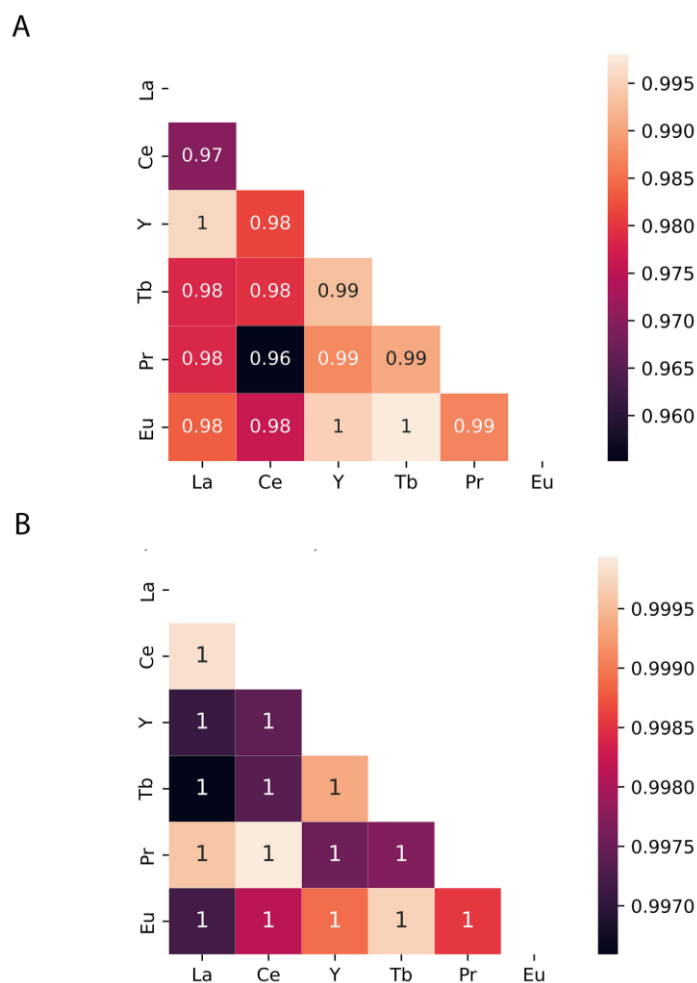 A
La
Ce 0.97
Y 1 0.98
Tb 0.98 0.98 0.99
Pr 0.98 0.96 0.99 0.99
Eu 0.98 0.98 1 1 0.99
La Ce Y Tb Pr Eu
0.995
0.990
0.985
0.980
0.975
0.970
0.965
0.960
B
La
Ce 1
Y 1 1
Tb 1 1 1
Pr 1 1 1 1
Eu 1 1 1 1 1
La Ce Y Tb Pr Eu
0.9995
0.9990
0.9985
0.9980
0.9975
0.9970